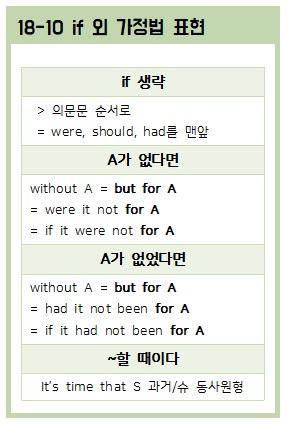 18-10 if 외 가정법 표현
if 생략
> 의문문 순서로
= were, should, had를 맨앞
A가 없다면
without A = but for A
= were it not for A
= if it were not for A
A가 없었다면
without A = but for A
= had it not been for A
= if it had not been for A
~할 때이다
It's time that S 과거/슈 동사원형